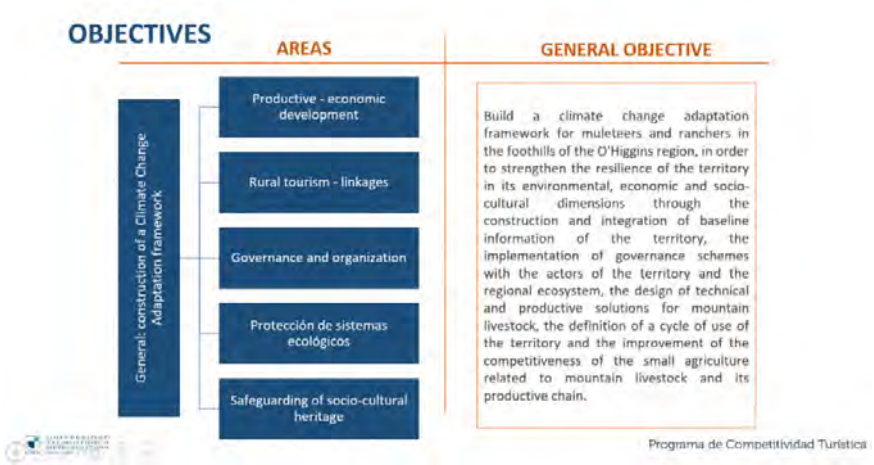 OBJECTIVES
AREAS
GENERAL OBJECTIVE
General: construction of a Climate Change
Adaptation framework
Productive - economic
development
Rural tourism - linkages
Governance and organization
Protección de sistemas
ecológicos
Safeguarding of socio-cultural
heritage
Build a climate change adaptation
framework for muleteers and ranchers in
the foothills of the O'Higgins region, in order
to strengthen the resilience of the territory
in its environmental, economic and socio-
cultural dimensions through the
construction and integration of baseline
information of the territory, the
implementation of governance schemes
with the actors of the territory and the
regional ecosystem, the design of technical
and productive solutions for mountain
livestock, the definition of a cycle of use of
the territory and the improvement of the
competitiveness of the small agriculture
related to mountain livestock and its
productive chain.
Programa de Competitividad Turística